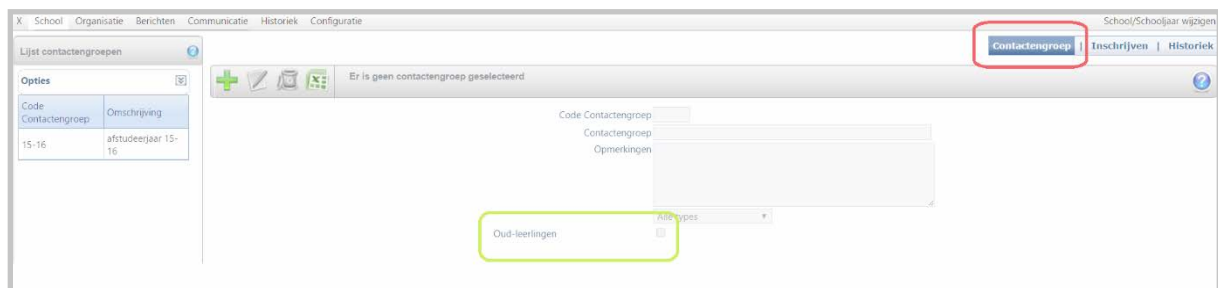 X School Organisatie Berichten Communicatie Historiek Configuratie School/Schooljaar wijzigen
Lijst contactengroepen
Contactengroep | Inschrijven | Historiek
Opties
Er is geen contactengroep geselecteerd
Code Contactengroep Omschrijving
15-16 afstudeerjaar 15-16
Code Contactengroep
Contactengroep
Opmerkingen
Alle types
Oud-leerlingen